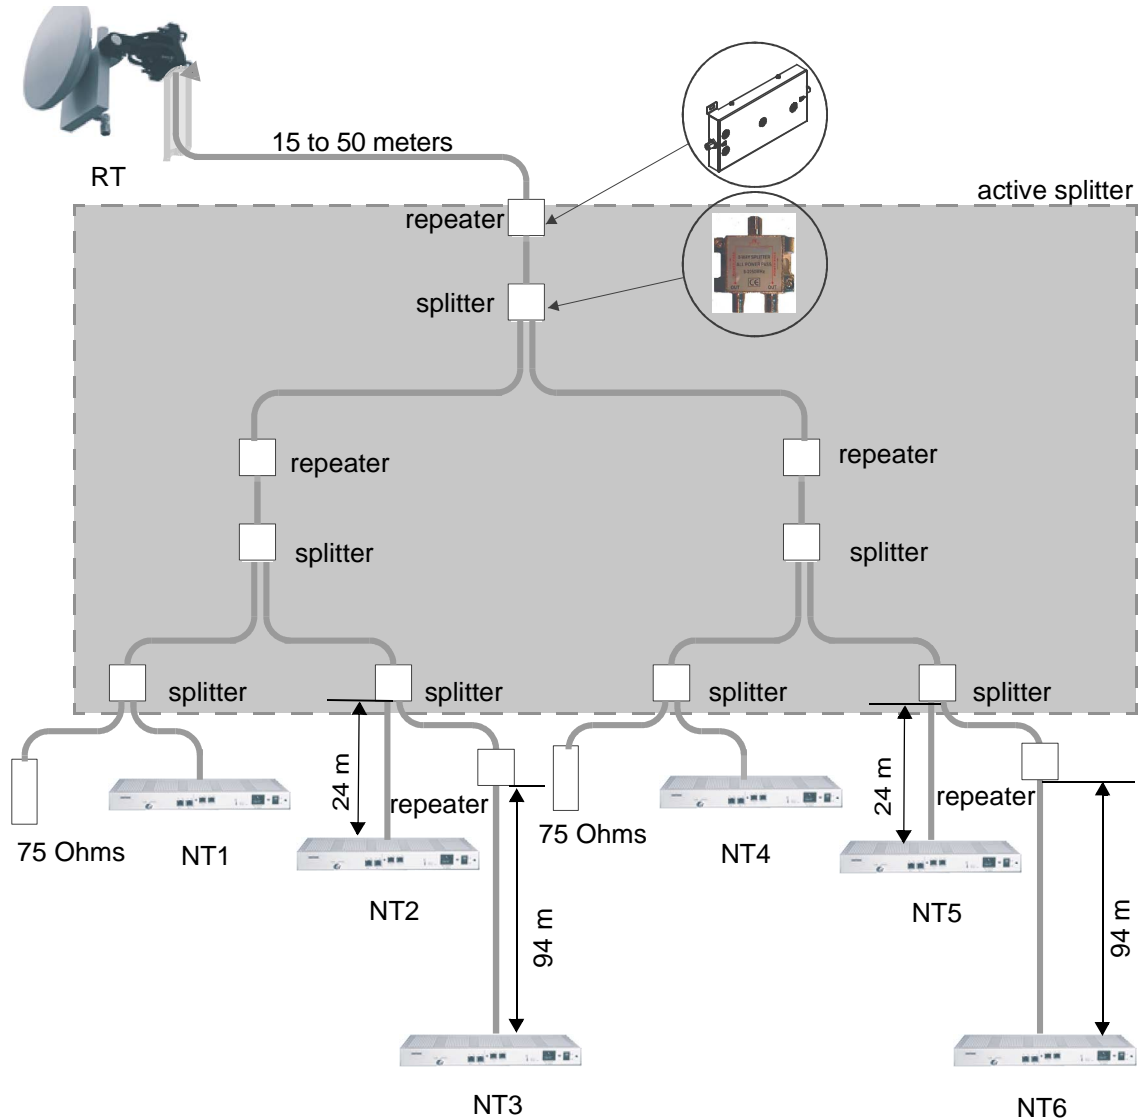 15 to 50 meters
RT
active splitter
repeater
splitter
repeater
repeater
splitter
splitter
splitter
splitter
splitter
splitter
24 m
24 m
repeater
repeater
75 Ohms
NT1
75 Ohms
NT4
NT2
NT5
94 m
94 m
NT3
NT6